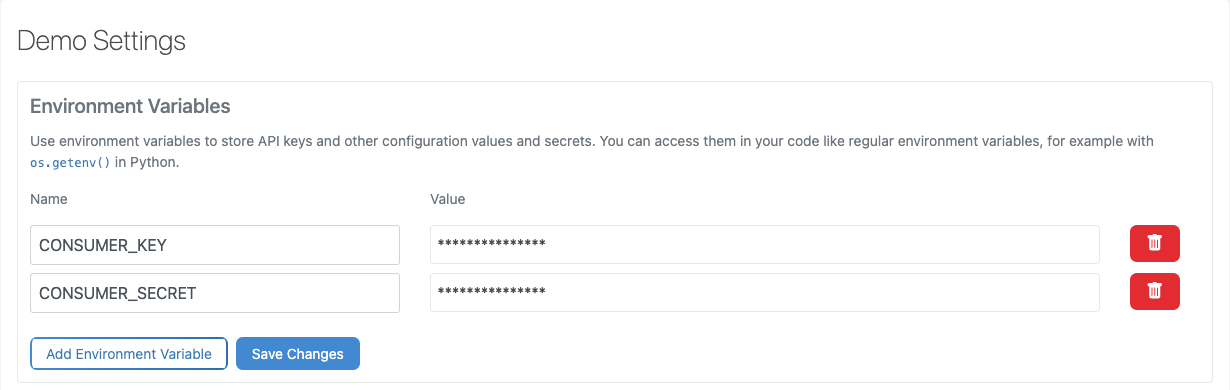 Demo Settings
Environment Variables
Use environment variables to store API keys and other configuration values and secrets. You can access them in your code like regular environment variables, for example with
os.getenv() in Python.
Name Value
CONSUMER_KEY ***************
CONSUMER_SECRET ***************
Add Environment Variable Save Changes